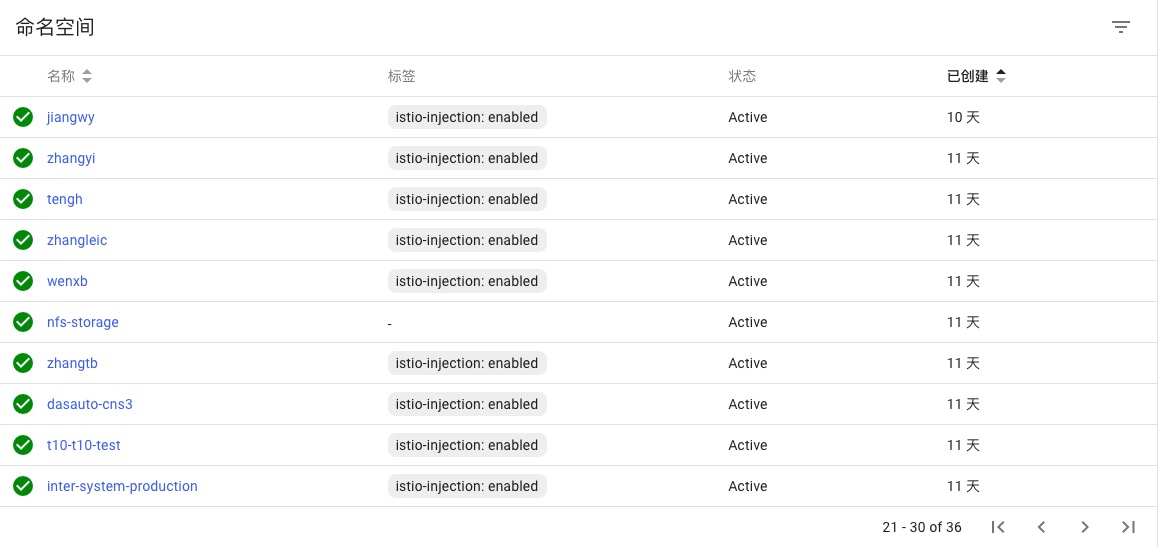 命名空间
名称 标签 状态 已创建
jiangwy istio-injection: enabled Active 10 天
zhangyi istio-injection: enabled Active 11 天
tengh istio-injection: enabled Active 11 天
zhangleic istio-injection: enabled Active 11 天
wenxb istio-injection: enabled Active 11 天
nfs-storage - Active 11 天
zhangtb istio-injection: enabled Active 11 天
dasauto-cns3 istio-injection: enabled Active 11 天
t10-t10-test istio-injection: enabled Active 11 天
inter-system-production istio-injection: enabled Active 11 天
21 - 30 of 36